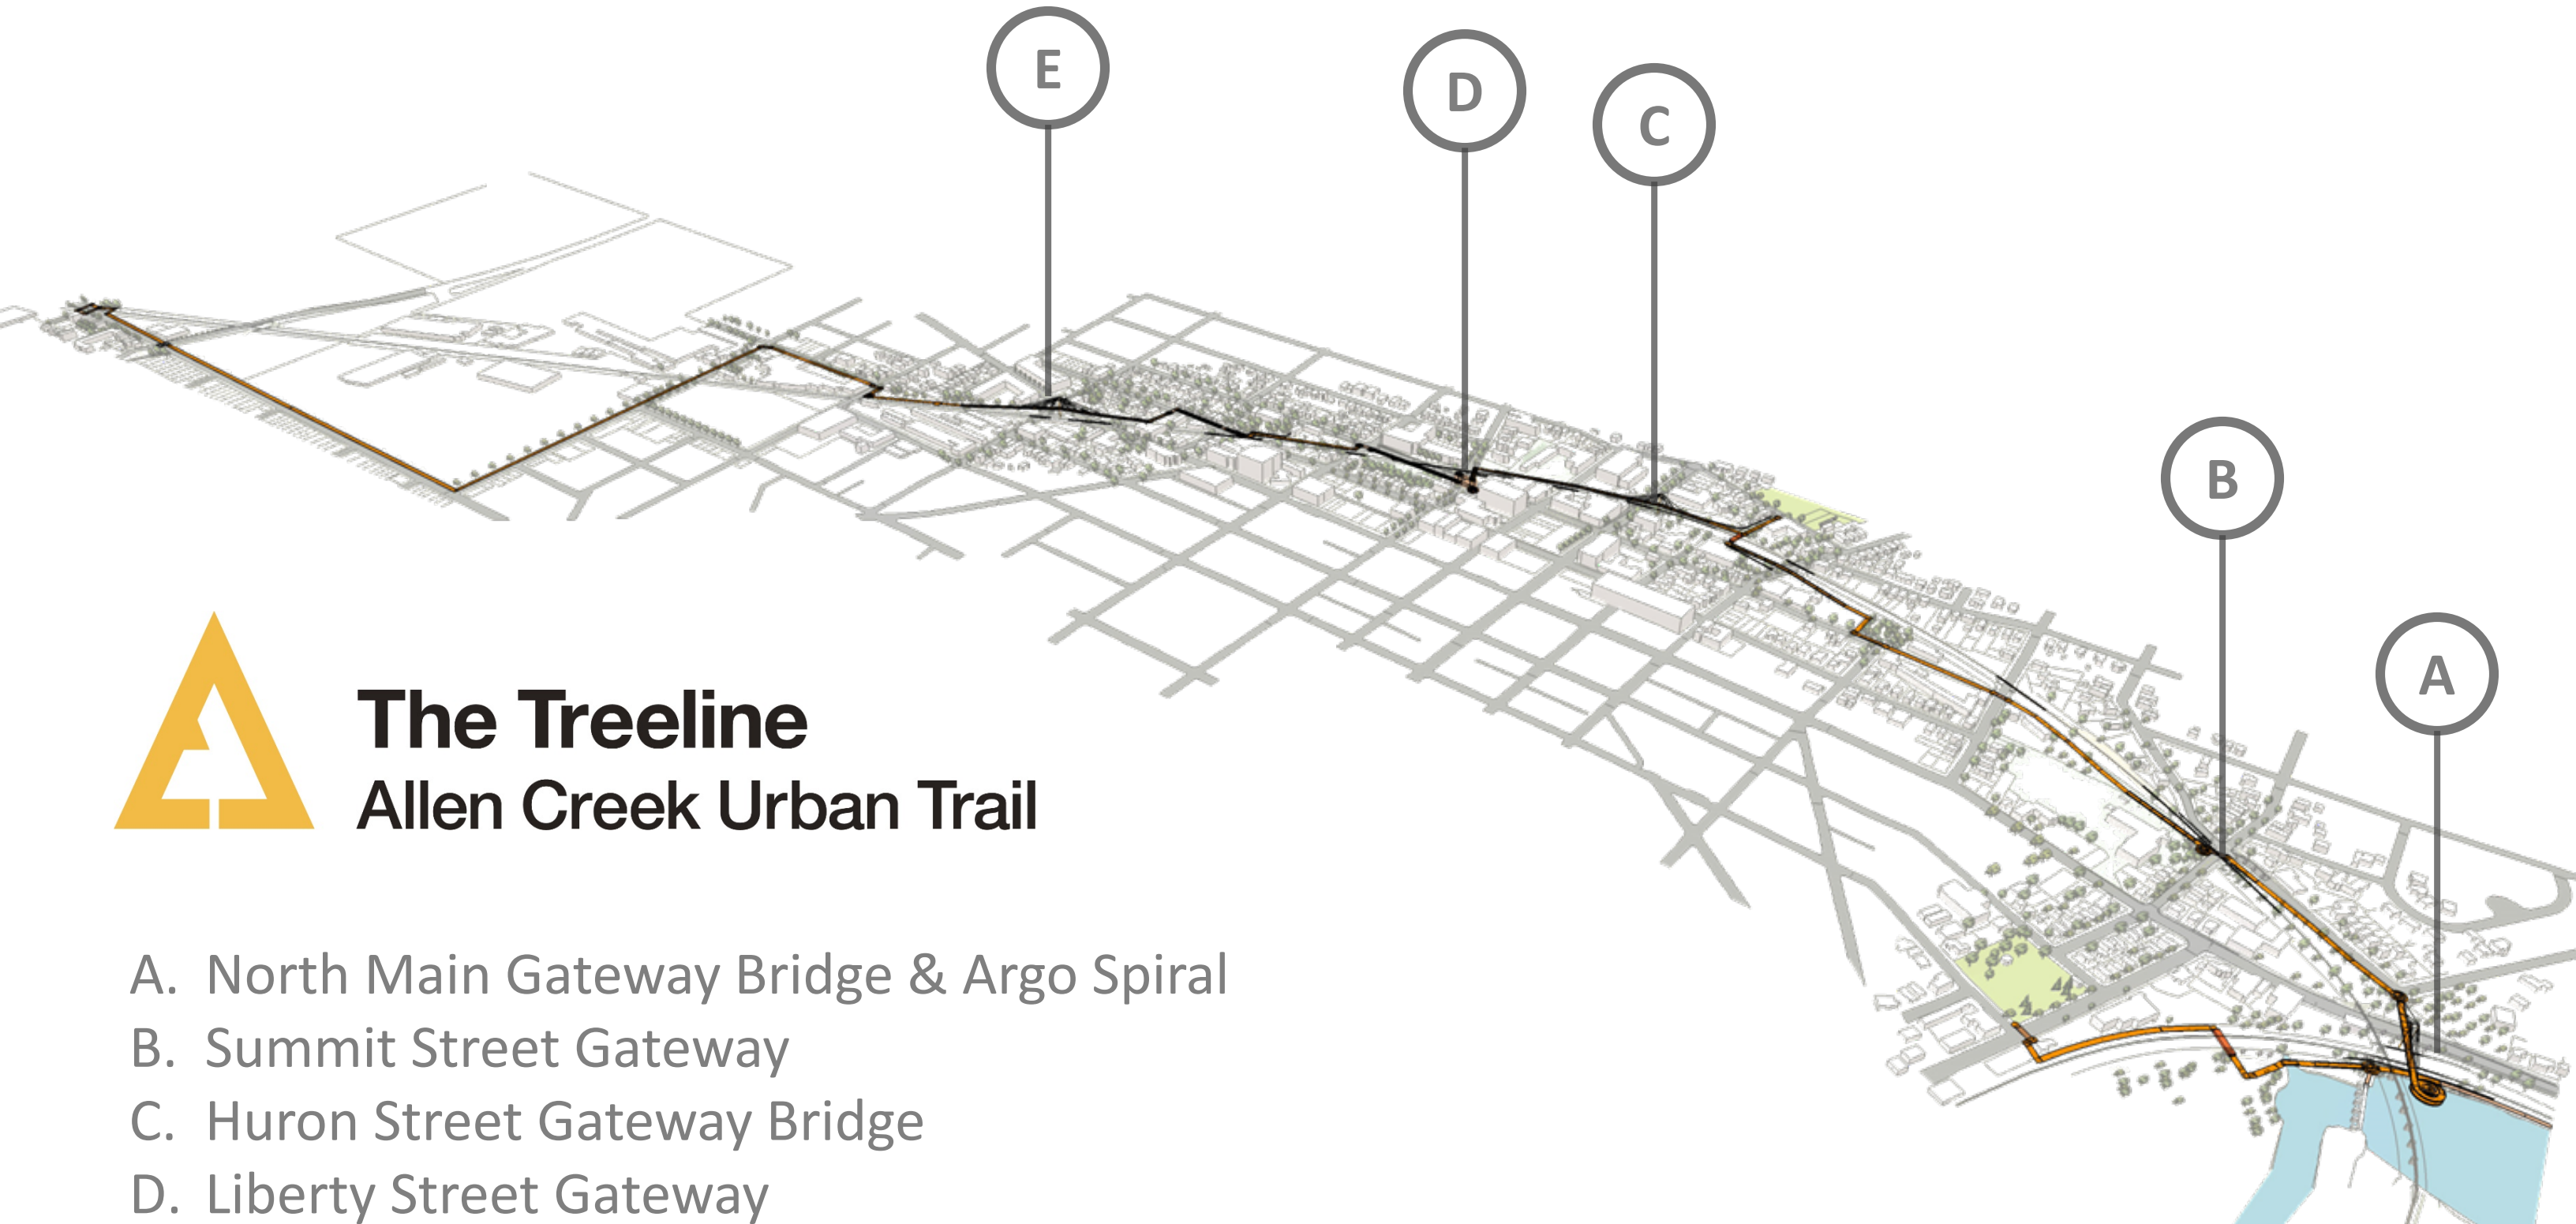 E
D
C
B
A
The Treeline
Allen Creek Urban Trail
A. North Main Gateway Bridge & Argo Spiral
B. Summit Street Gateway
C. Huron Street Gateway Bridge
D. Liberty Street Gateway